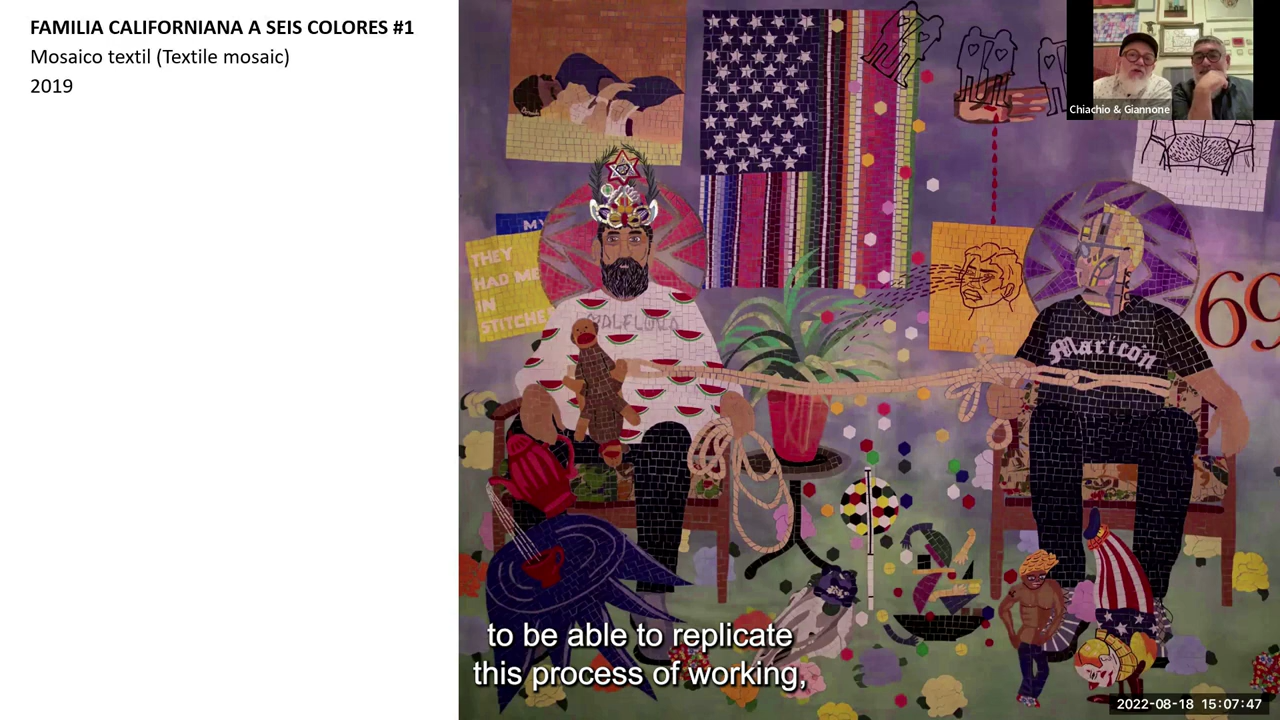 FAMILIA CALIFORNIANA A SEIS COLORES #1
Mosaico textil (Textile mosaic)
2019
Chiachio & Giannone
MY
THEY
HAD ME
IN
STITCHE
69
Maricón
to be able to replicate
this process of working,
2022-08-18 15:07:47